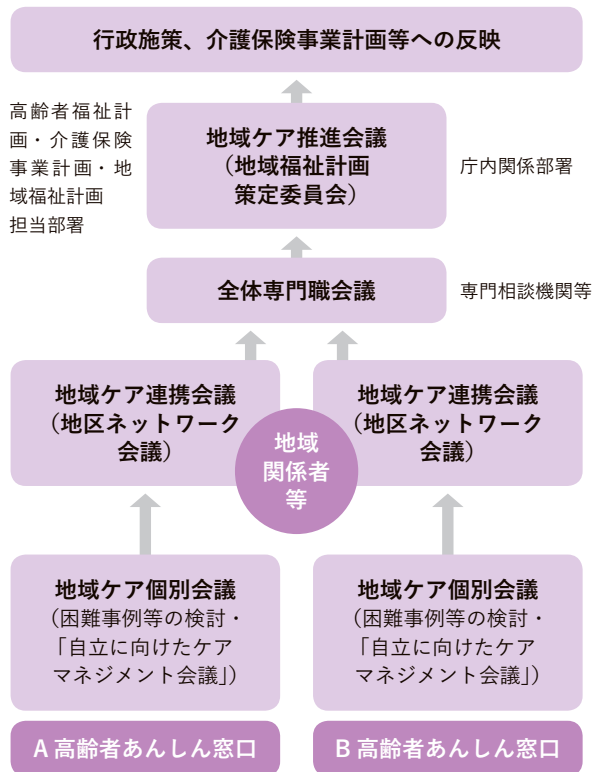 行政施策、介護保険事業計画等への反映
高齢者福祉計
画・介護保険
事業計画・地
域福祉計画
担当部署
地域ケア推進会議
（地域福祉計画
策定委員会）
庁内関係部署
全体専門職会議
専門相談機関等
地域ケア連携会議
（地区ネットワーク
会議）
地域ケア連携会議
（地区ネットワーク
会議）
地域
関係者
等
地域ケア個別会議
（困難事例等の検討・
「自立に向けたケア
マネジメント会議」）
地域ケア個別会議
（困難事例等の検討・
「自立に向けたケア
マネジメント会議」）
A 高齢者あんしん窓口
B 高齢者あんしん窓口